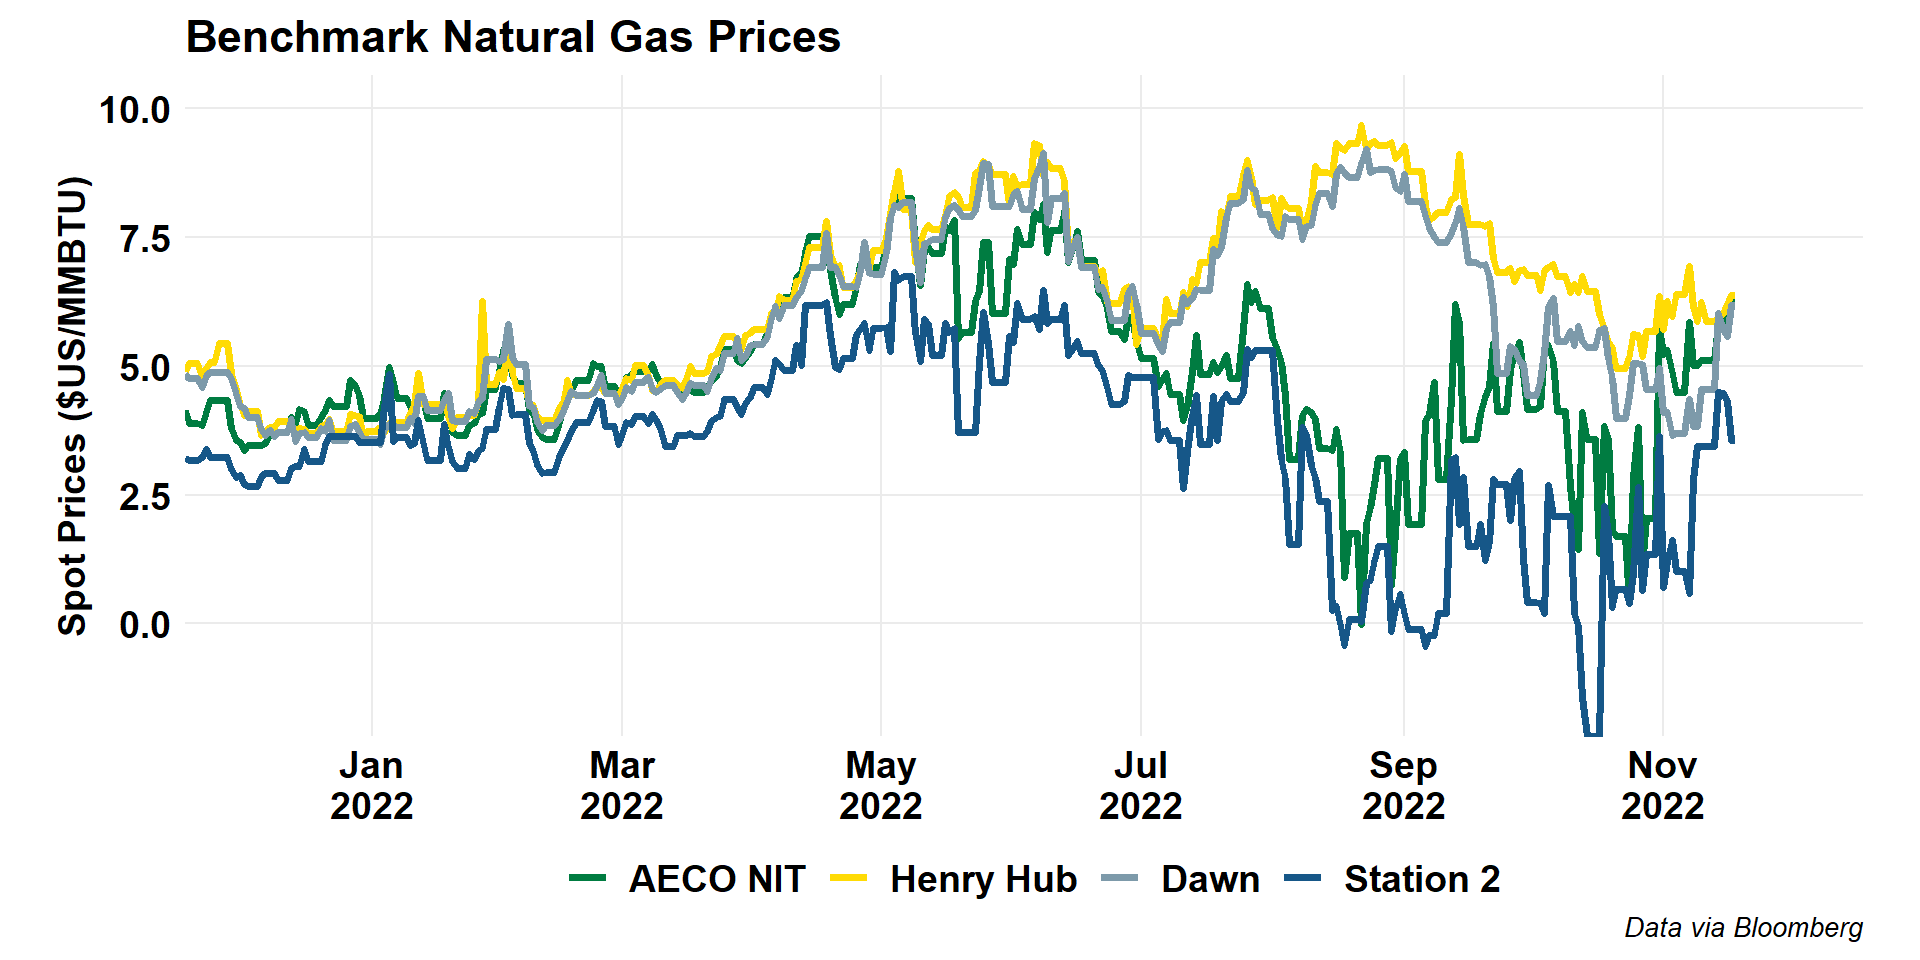 Benchmark Natural Gas Prices
Spot Prices ($US/MMBTU)
10.0
7.5
5.0
2.5
0.0
Jan 2022
Mar 2022
May 2022
Jul 2022
Sep 2022
Nov 2022
AECO NIT Henry Hub Dawn Station 2
Data via Bloomberg